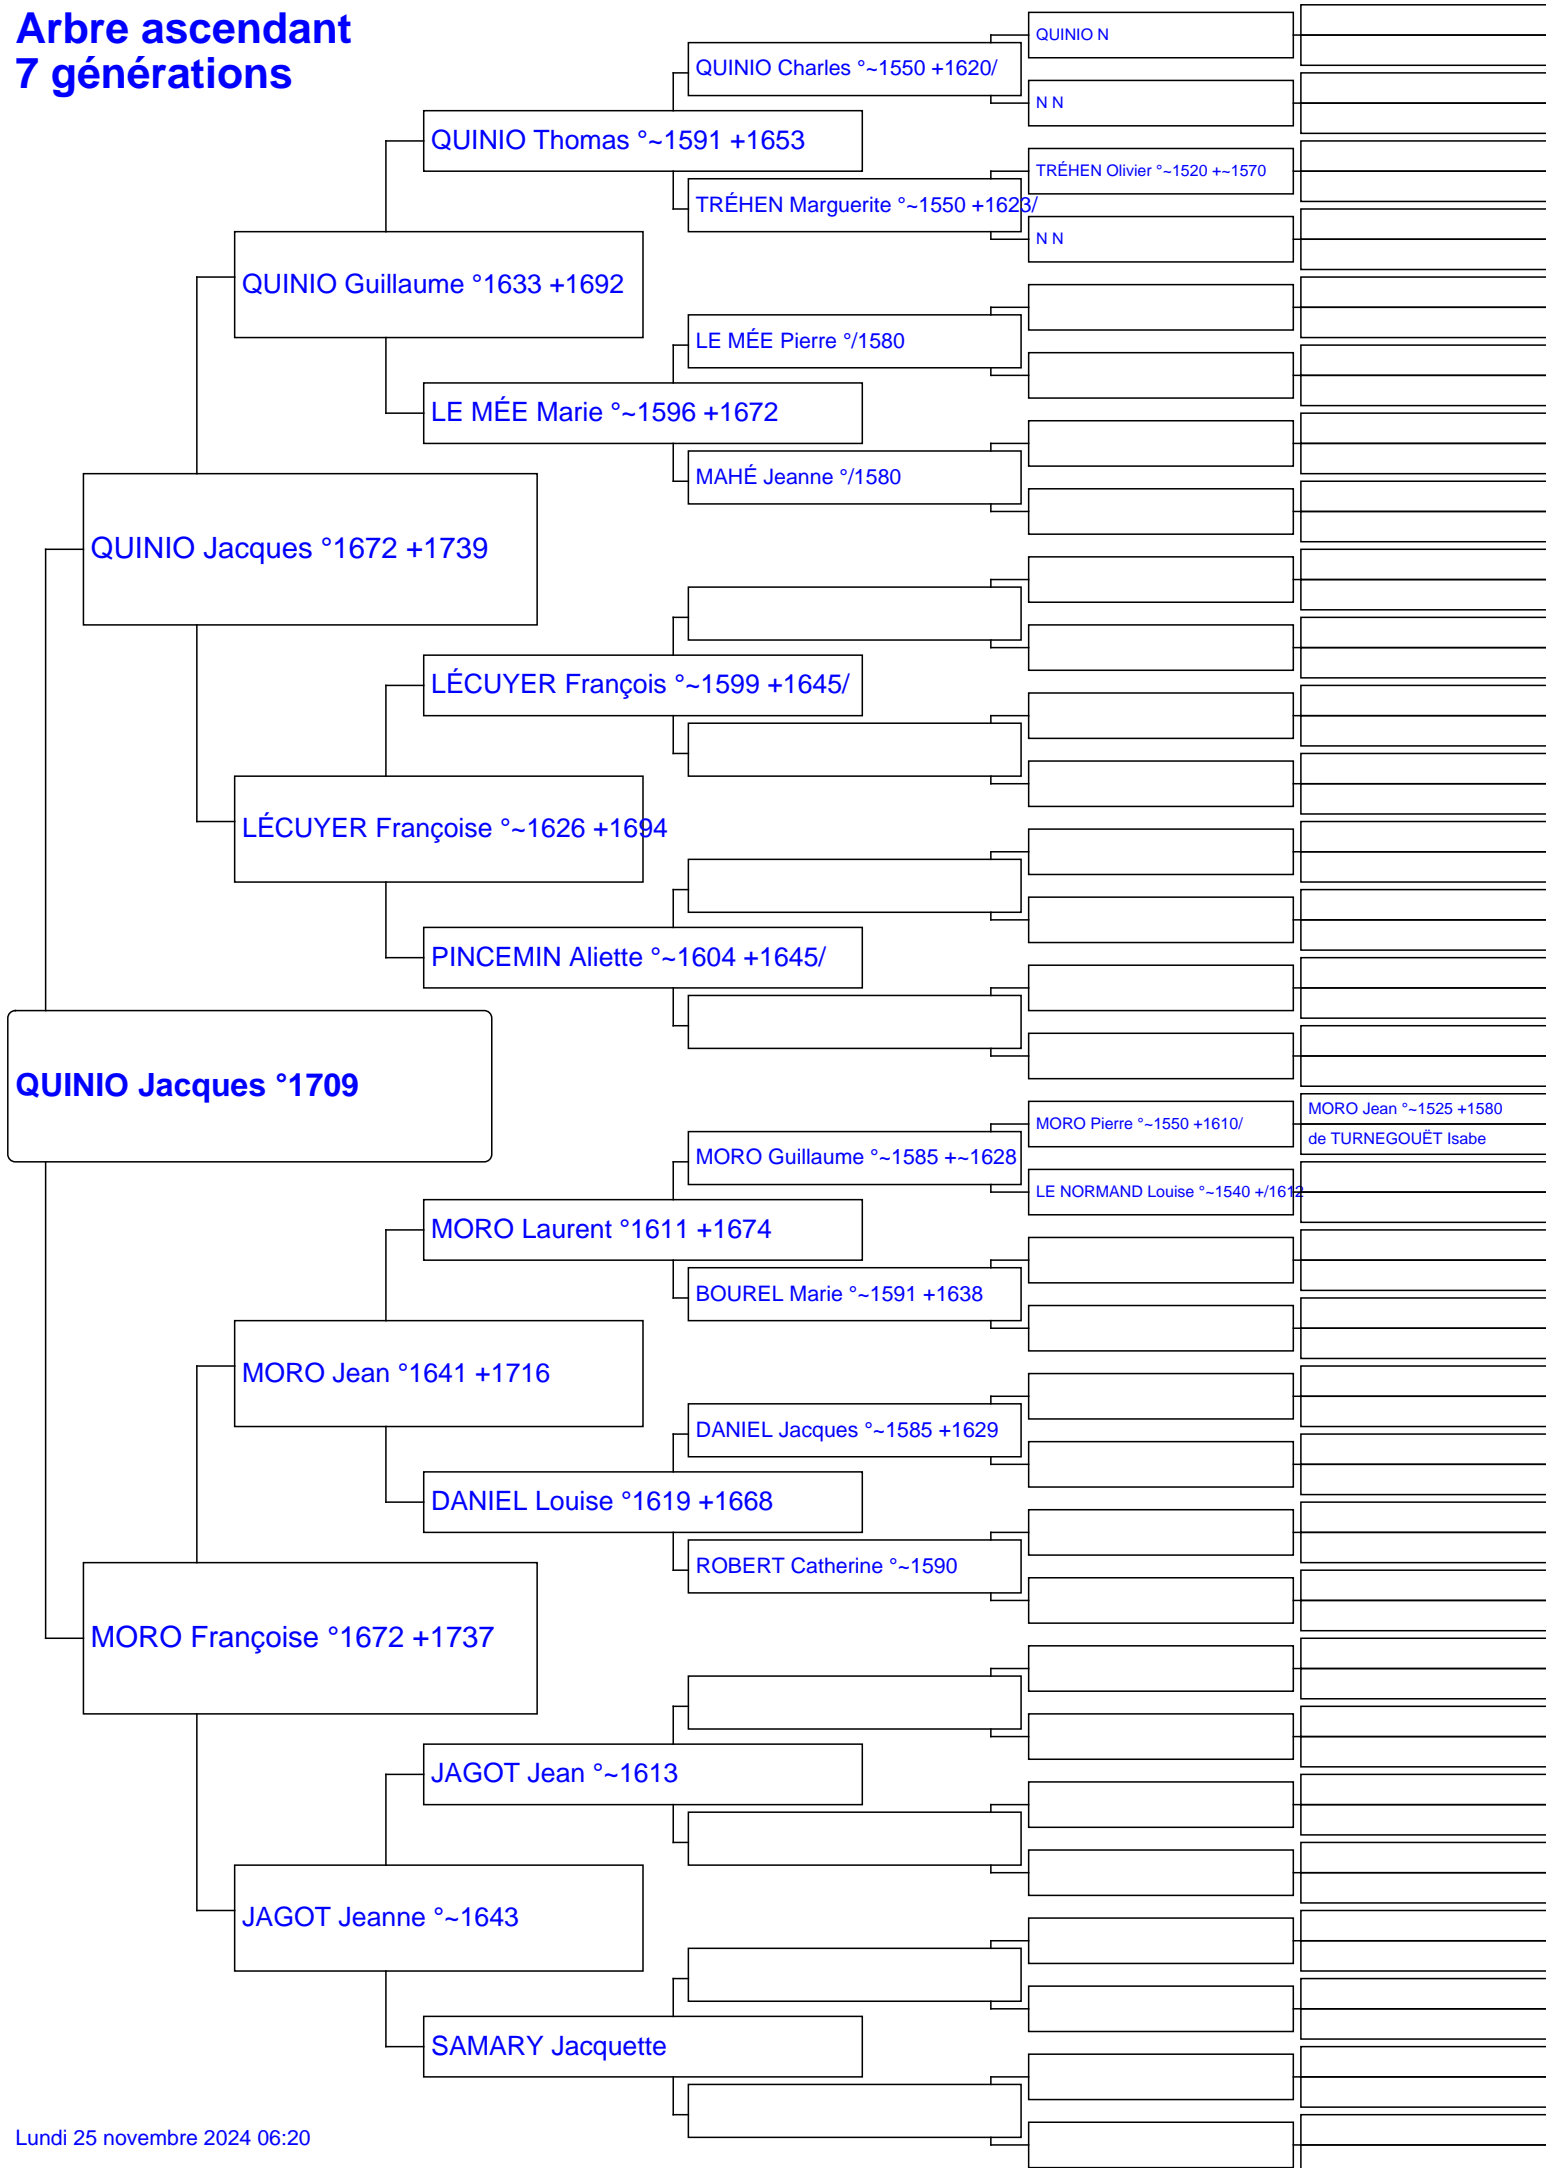 Arbre ascendant
7 générations
QUINIO N
QUINIO Charles °~1550 +1620/
N N
QUINIO Thomas °~1591 +1653
TRÉHEN Olivier °~1520 +~1570
TRÉHEN Marguerite °~1550 +1623/
N N
QUINIO Guillaume °1633 +1692
LE MÉE Pierre °/1580
LE MÉE Marie °~1596 +1672
MAHÉ Jeanne °/1580
QUINIO Jacques °1672 +1739
LÉCUYER François °~1599 +1645/
LÉCUYER Françoise °~1626 +1694
PINCEMIN Aliette °~1604 +1645/
QUINIO Jacques °1709
MORO Jean °~1525 +1580
MORO Pierre °~1550 +1610/
de TURNEGOUËT Isabe
MORO Guillaume °~1585 +~1628
LE NORMAND Louise °~1540 +/1612
MORO Laurent °1611 +1674
BOUREL Marie °~1591 +1638
MORO Jean °1641 +1716
DANIEL Jacques °~1585 +1629
DANIEL Louise °1619 +1668
ROBERT Catherine °~1590
MORO Françoise °1672 +1737
JAGOT Jean °~1613
JAGOT Jeanne °~1643
SAMARY Jacquette
Lundi 25 novembre 2024 06:20